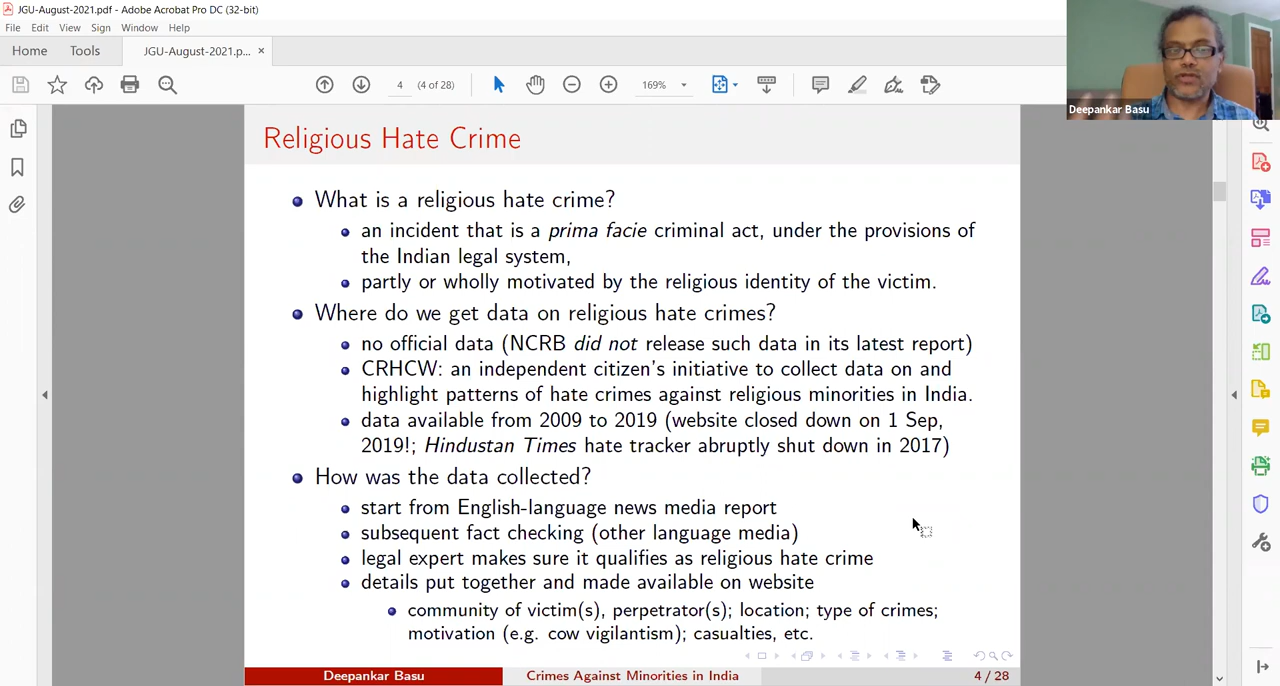 JGU-August-2021.pdf - Adobe Acrobat Pro DC (32-bit)
File Edit View Sign Window Help
Home Tools JGU-August-2021.p... ×
4 (4 of 28) 169%
Deepankar Basu
Religious Hate Crime
What is a religious hate crime?
an incident that is a prima facie criminal act, under the provisions of
the Indian legal system,
partly or wholly motivated by the religious identity of the victim.
Where do we get data on religious hate crimes?
no official data (NCRB did not release such data in its latest report)
CRHCW: an independent citizen's initiative to collect data on and
highlight patterns of hate crimes against religious minorities in India.
data available from 2009 to 2019 (website closed down on 1 Sep,
2019!; Hindustan Times hate tracker abruptly shut down in 2017)
How was the data collected?
start from English-language news media report
subsequent fact checking (other language media)
legal expert makes sure it qualifies as religious hate crime
details put together and made available on website
community of victim(s), perpetrator(s); location; type of crimes;
motivation (e.g. cow vigilantism); casualties, etc.
Deepankar Basu Crimes Against Minorities in India 4 / 28